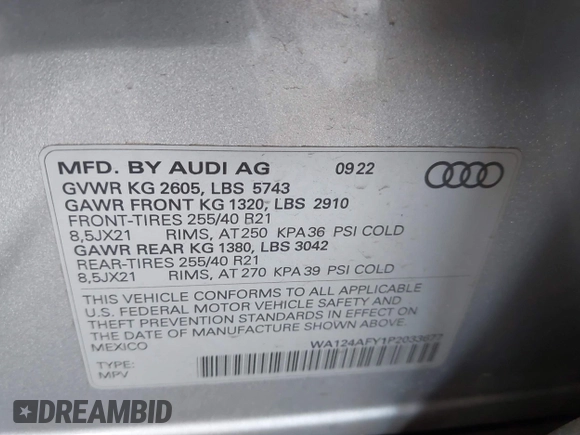 MFD. BY AUDI AG 09 22
GVWR KG 2605, LBS 5743
GAWR FRONT KG 1320, LBS 2910
FRONT-TIRES 255/40 R21
8,5JX21 RIMS, AT 250 KPA 36 PSI COLD
GAWR REAR KG 1380, LBS 3042
REAR-TIRES 255/40 R21
8,5JX21 RIMS, AT 270 KPA 39 PSI COLD
THIS VEHICLE CONFORMS TO ALL APPLICABLE
U.S. FEDERAL MOTOR VEHICLE SAFETY AND
THEFT PREVENTION STANDARDS IN EFFECT ON
THE DATE OF MANUFACTURE SHOWN ABOVE.
MEXICO
TYPE:
MPV
DREAMBID